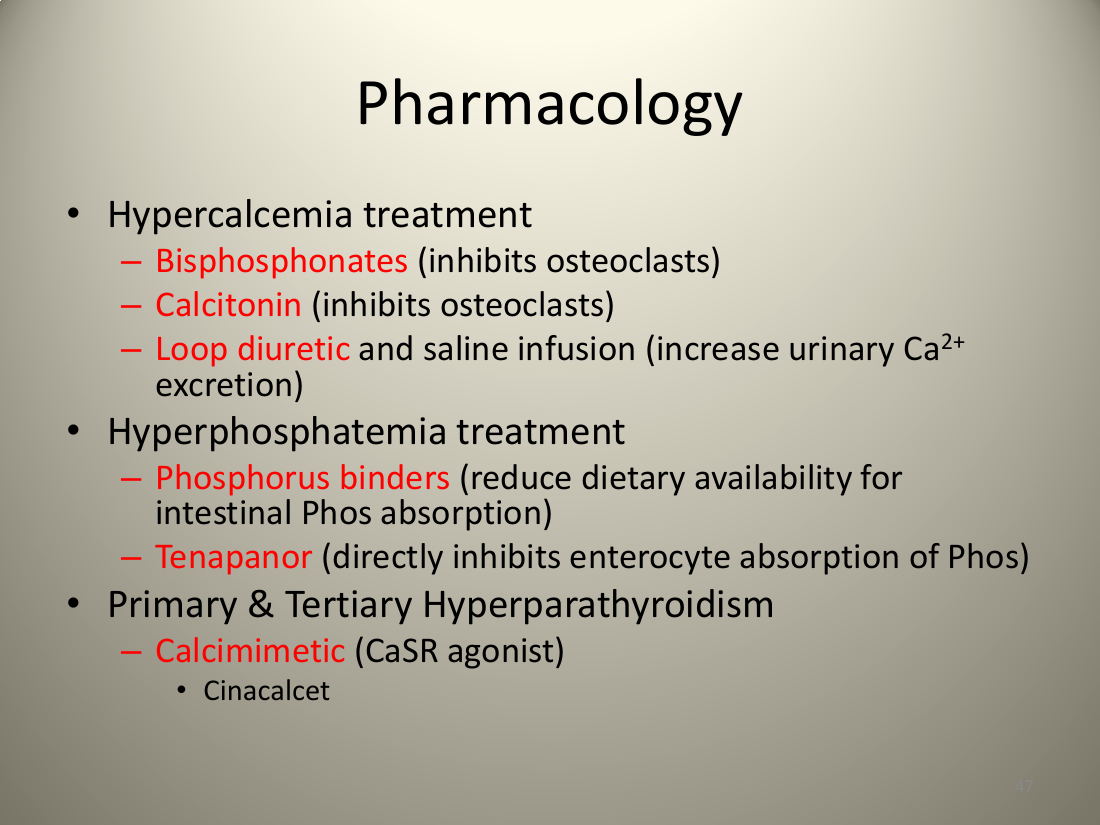 Pharmacology
• Hypercalcemia treatment
– Bisphosphonates (inhibits osteoclasts)
– Calcitonin (inhibits osteoclasts)
– Loop diuretic and saline infusion (increase urinary Ca²⁺
excretion)
• Hyperphosphatemia treatment
– Phosphorus binders (reduce dietary availability for
intestinal Phos absorption)
– Tenapanor (directly inhibits enterocyte absorption of Phos)
• Primary & Tertiary Hyperparathyroidism
– Calcimimetic (CaSR agonist)
• Cinacalcet
47